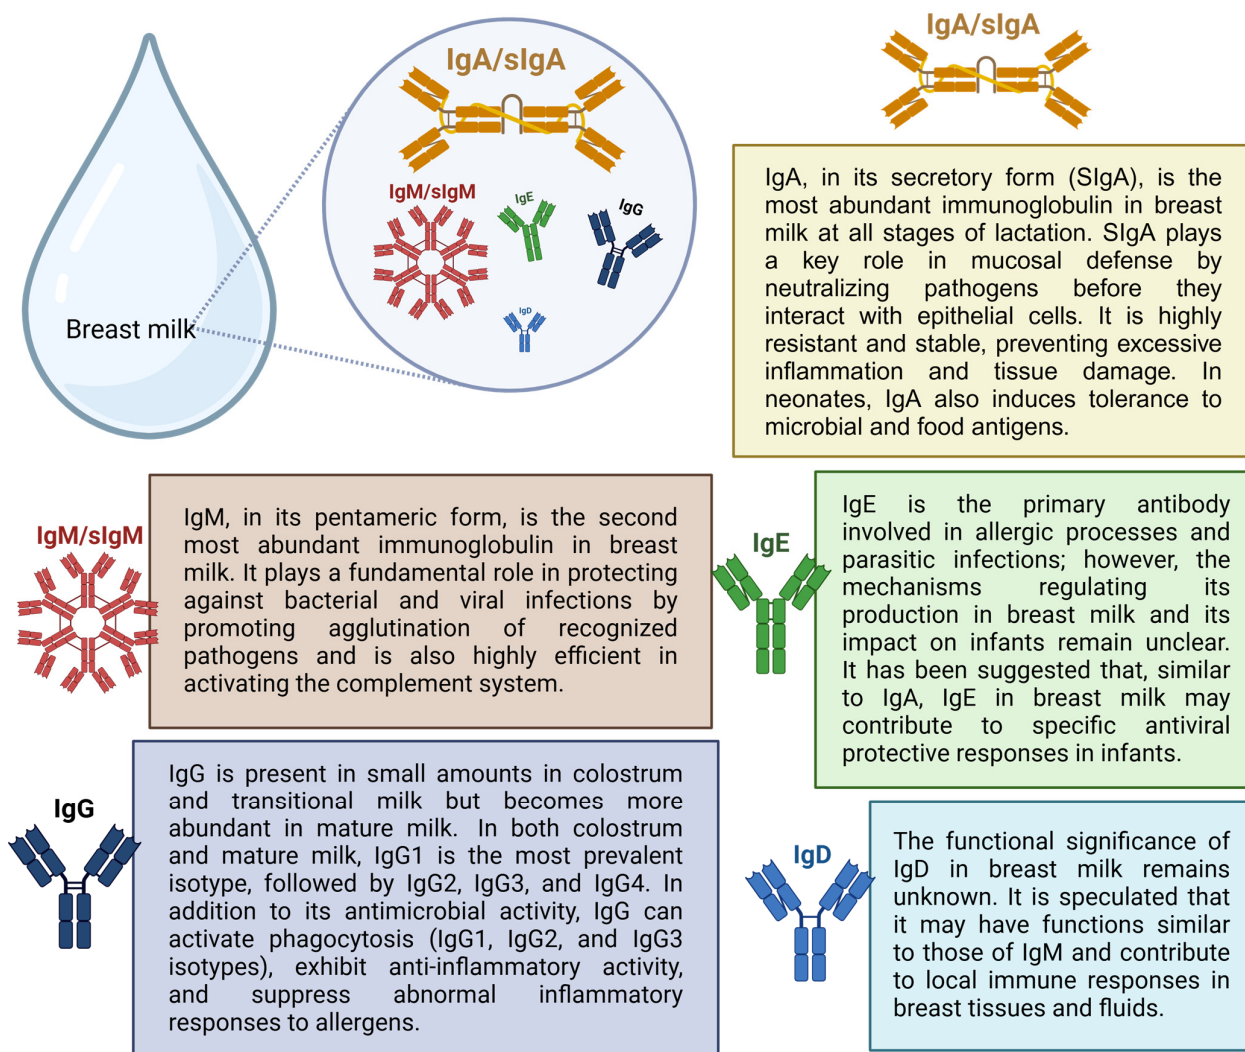 IgA/sIgA
IgM/sIgM
IgE
IgG
IgD
Breast milk
IgA/sIgA
IgA, in its secretory form (SIgA), is the
most abundant immunoglobulin in breast
milk at all stages of lactation. SIgA plays
a key role in mucosal defense by
neutralizing pathogens before they
interact with epithelial cells. It is highly
resistant and stable, preventing excessive
inflammation and tissue damage. In
neonates, IgA also induces tolerance to
microbial and food antigens.
IgM/sIgM
IgM, in its pentameric form, is the second
most abundant immunoglobulin in breast
milk. It plays a fundamental role in protecting
against bacterial and viral infections by
promoting agglutination of recognized
pathogens and is also highly efficient in
activating the complement system.
IgE
IgE is the primary antibody
involved in allergic processes and
parasitic infections; however, the
mechanisms regulating its
production in breast milk and its
impact on infants remain unclear.
It has been suggested that, similar
to IgA, IgE in breast milk may
contribute to specific antiviral
protective responses in infants.
IgG
IgG is present in small amounts in colostrum
and transitional milk but becomes more
abundant in mature milk. In both colostrum
and mature milk, IgG1 is the most prevalent
isotype, followed by IgG2, IgG3, and IgG4. In
addition to its antimicrobial activity, IgG can
activate phagocytosis (IgG1, IgG2, and IgG3
isotypes), exhibit anti-inflammatory activity,
and suppress abnormal inflammatory
responses to allergens.
IgD
The functional significance of
IgD in breast milk remains
unknown. It is speculated that
it may have functions similar
to those of IgM and contribute
to local immune responses in
breast tissues and fluids.